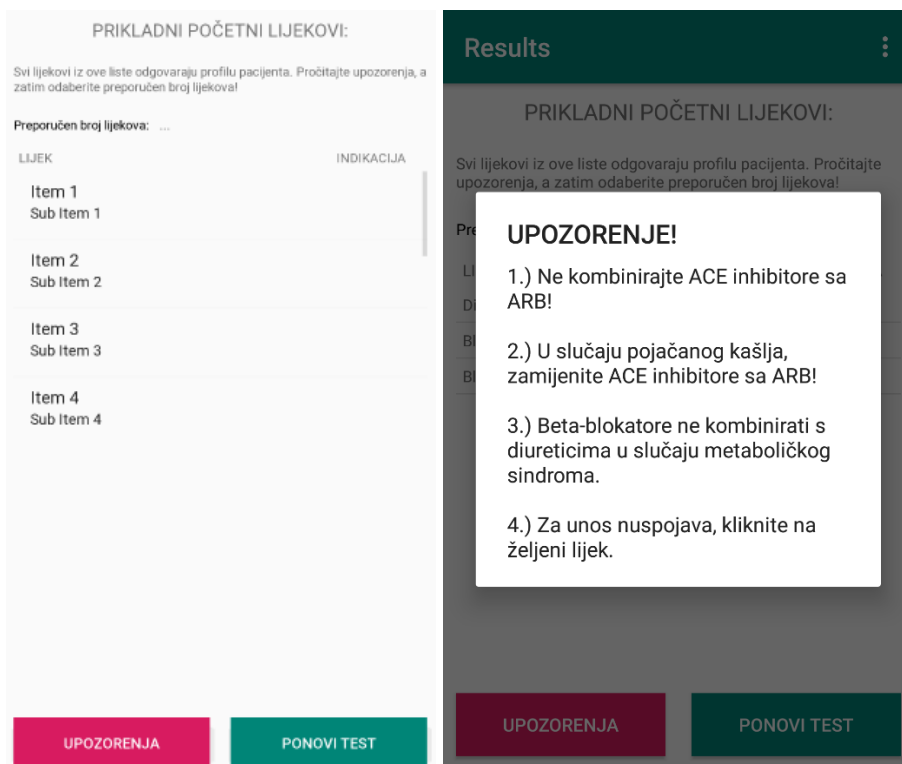 PRIKLADNI POČETNI LIJEKOVI:
Svi lijekovi iz ove liste odgovaraju profilu pacijenta. Pročitajte upozorenja, a
zatim odaberite preporučen broj lijekova!
Preporučen broj lijekova: ...
LIJEK INDIKACIJA
Item 1
Sub Item 1
Item 2
Sub Item 2
Item 3
Sub Item 3
Item 4
Sub Item 4
UPOZORENJA PONOVI TEST
Results
PRIKLADNI POČETNI LIJEKOVI:
Svi lijekovi iz ove liste odgovaraju profilu pacijenta. Pročitajte
upozorenja, a zatim odaberite preporučen broj lijekova!
Pre
LI
Di
Bl
Bl
UPOZORENJE!
1.) Ne kombinirajte ACE inhibitore sa
ARB!
2.) U slučaju pojačanog kašlja,
zamijenite ACE inhibitore sa ARB!
3.) Beta-blokatore ne kombinirati s
diureticima u slučaju metaboličkog
sindroma.
4.) Za unos nuspojava, kliknite na
željeni lijek.
UPOZORENJA PONOVI TEST